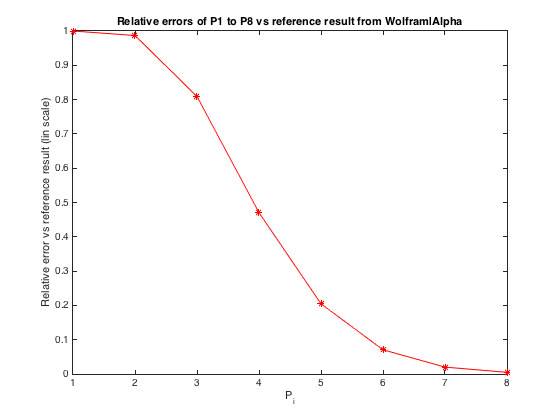 Relative errors of P1 to P8 vs reference result from WolframlAlpha
Relative error vs reference result (lin scale)
1
0.9
0.8
0.7
0.6
0.5
0.4
0.3
0.2
0.1
0
1 2 3 4 5 6 7 8
P_i